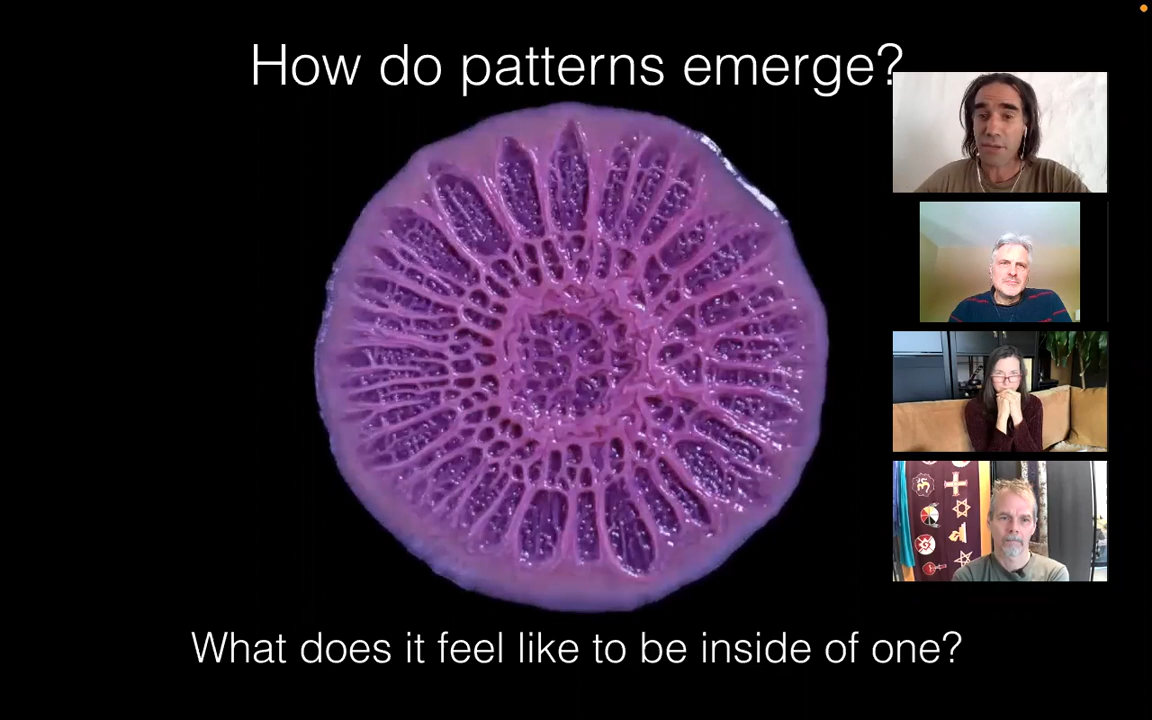 How do patterns emerge?
What does it feel like to be inside of one?